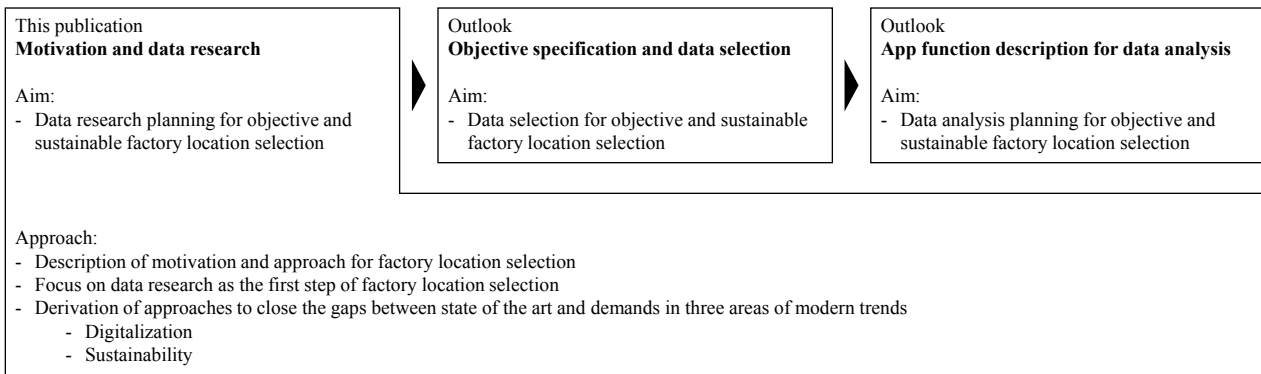 This publication
Motivation and data research
Aim:
- Data research planning for objective and
sustainable factory location selection
Outlook
Objective specification and data selection
Aim:
- Data selection for objective and sustainable
factory location selection
Outlook
App function description for data analysis
Aim:
- Data analysis planning for objective and
sustainable factory location selection
Approach:
- Description of motivation and approach for factory location selection
- Focus on data research as the first step of factory location selection
- Derivation of approaches to close the gaps between state of the art and demands in three areas of modern trends
- Digitalization
- Sustainability